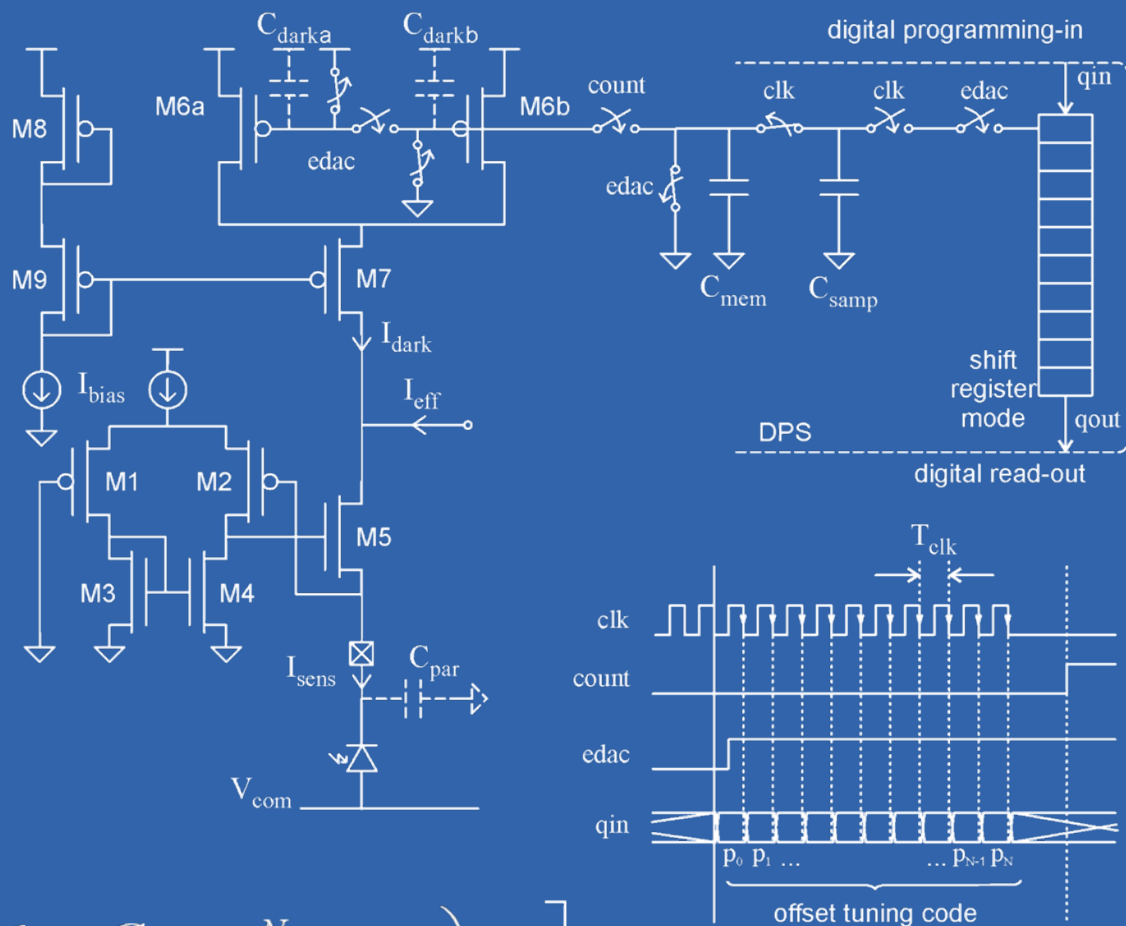 C_darka C_darkb
digital programming-in
qin
M8
M6a
M6b
count
clk
clk
edac
edac
edac
M9
M7
C_mem
C_samp
I_dark
I_bias
I_eff
shift
register
mode
qout
DPS
digital read-out
M1
M2
M5
M3
M4
T_clk
clk
I_sens
C_par
count
edac
V_com
qin
p_0 p_1 ... ... p_N-1 p_N
offset tuning code
N